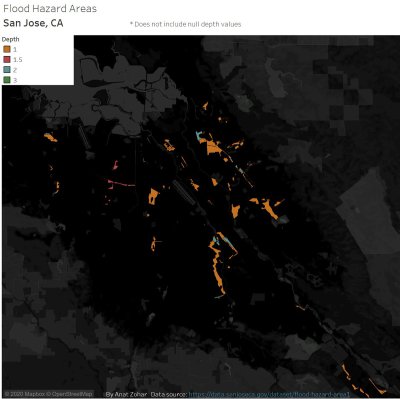 Flood Hazard Areas
San Jose, CA
* Does not include null depth values
Depth
1
1.5
2
3
© 2020 Mapbox © OpenStreetMap
By Anat Zohar Data source: https://data.sanjoseca.gov/dataset/flood-hazard-area1